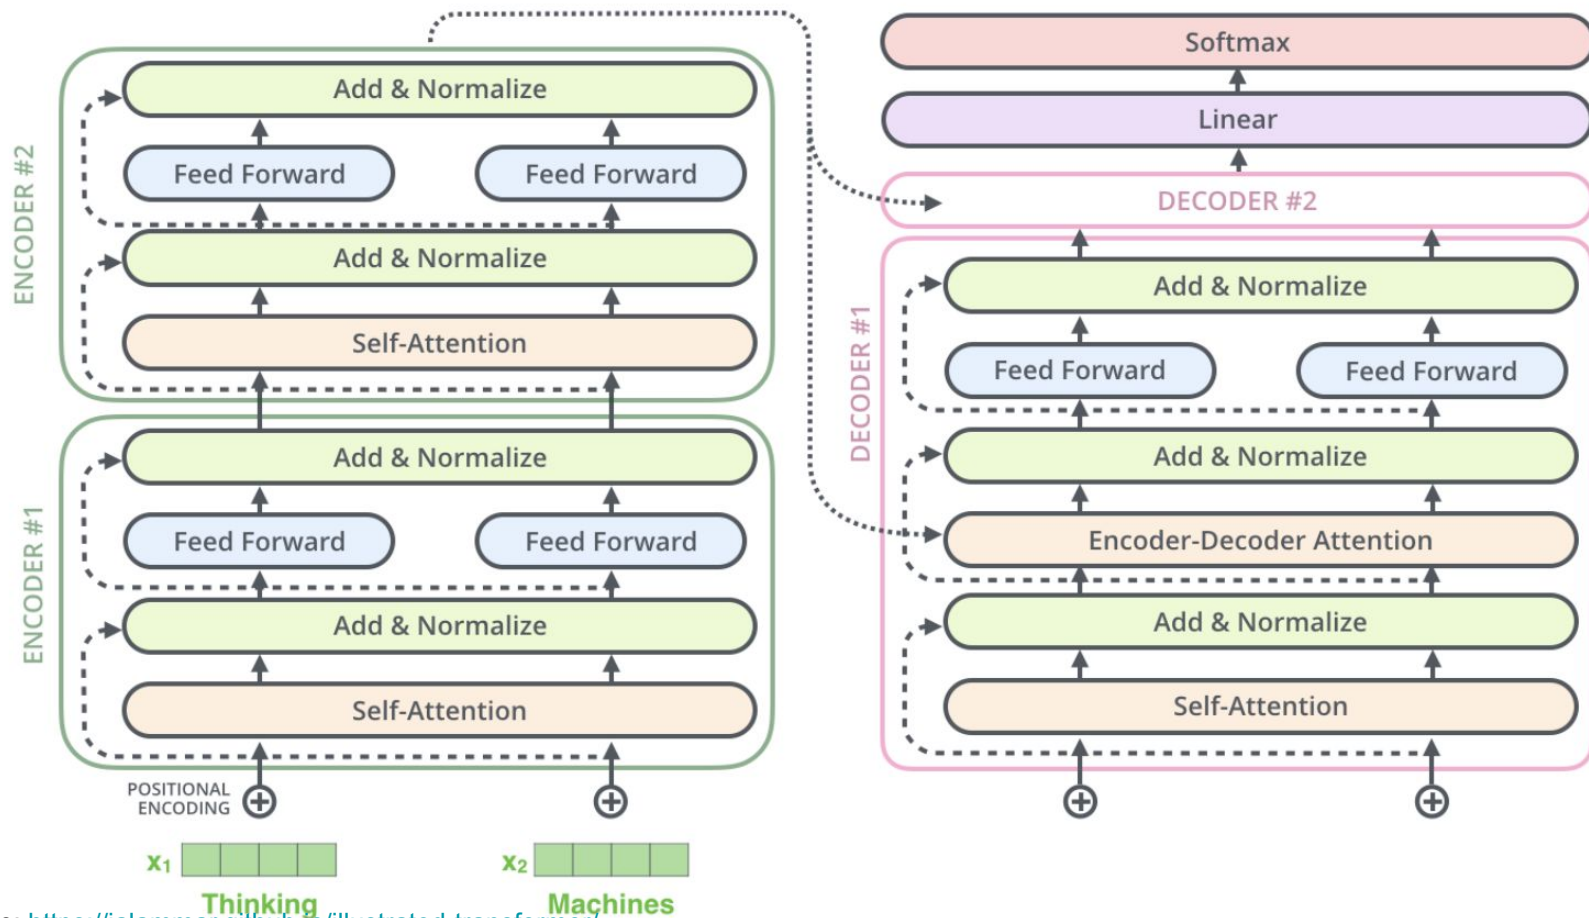 ENCODER #2
Add & Normalize
Feed Forward
Feed Forward
Add & Normalize
Self-Attention
ENCODER #1
Add & Normalize
Feed Forward
Feed Forward
Add & Normalize
Self-Attention
POSITIONAL
ENCODING
x1
x2
Thinking
Machines
Softmax
Linear
DECODER #2
DECODER #1
Add & Normalize
Feed Forward
Feed Forward
Add & Normalize
Encoder-Decoder Attention
Add & Normalize
Self-Attention